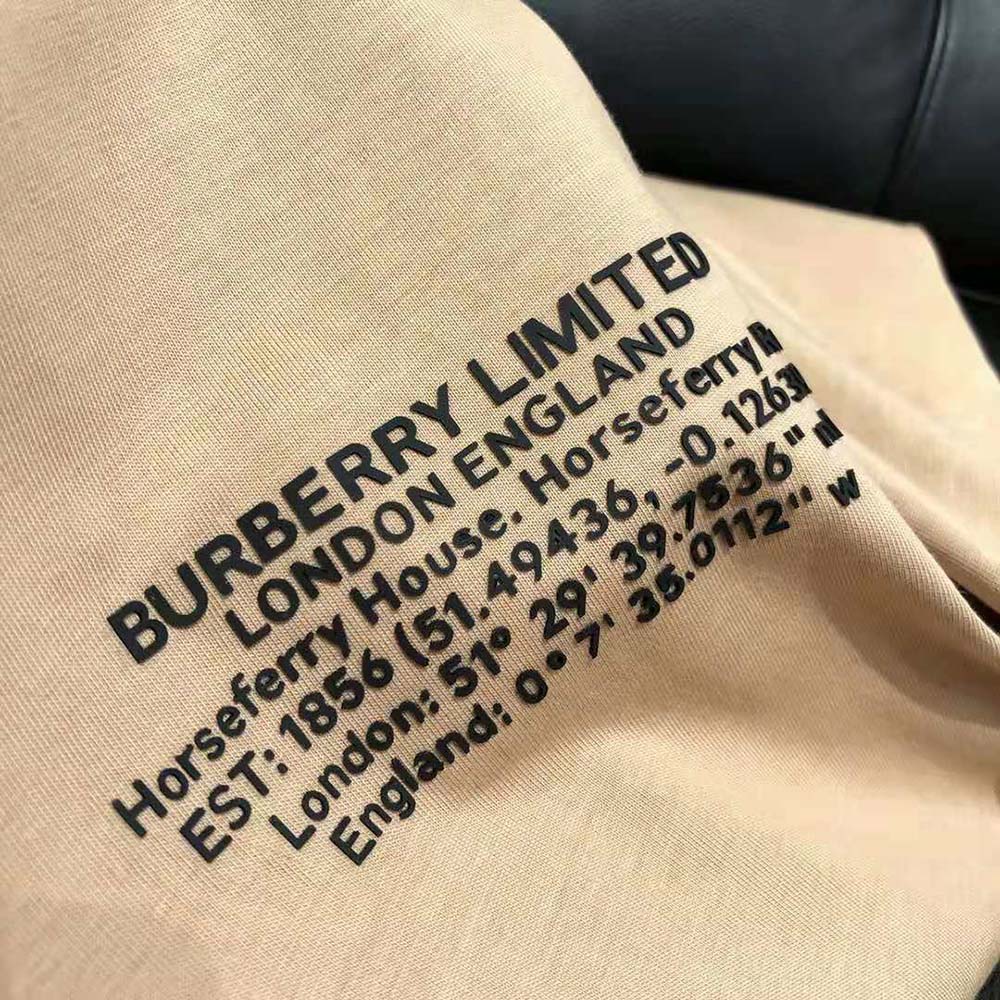 BURBERRY LIMITED
LONDON ENGLAND
Horseferry House. Horseferry
EST: 1856 (51.49436, -0.1263
London: 51° 29' 39.7536"
England: 0° 7' 35.0112" w